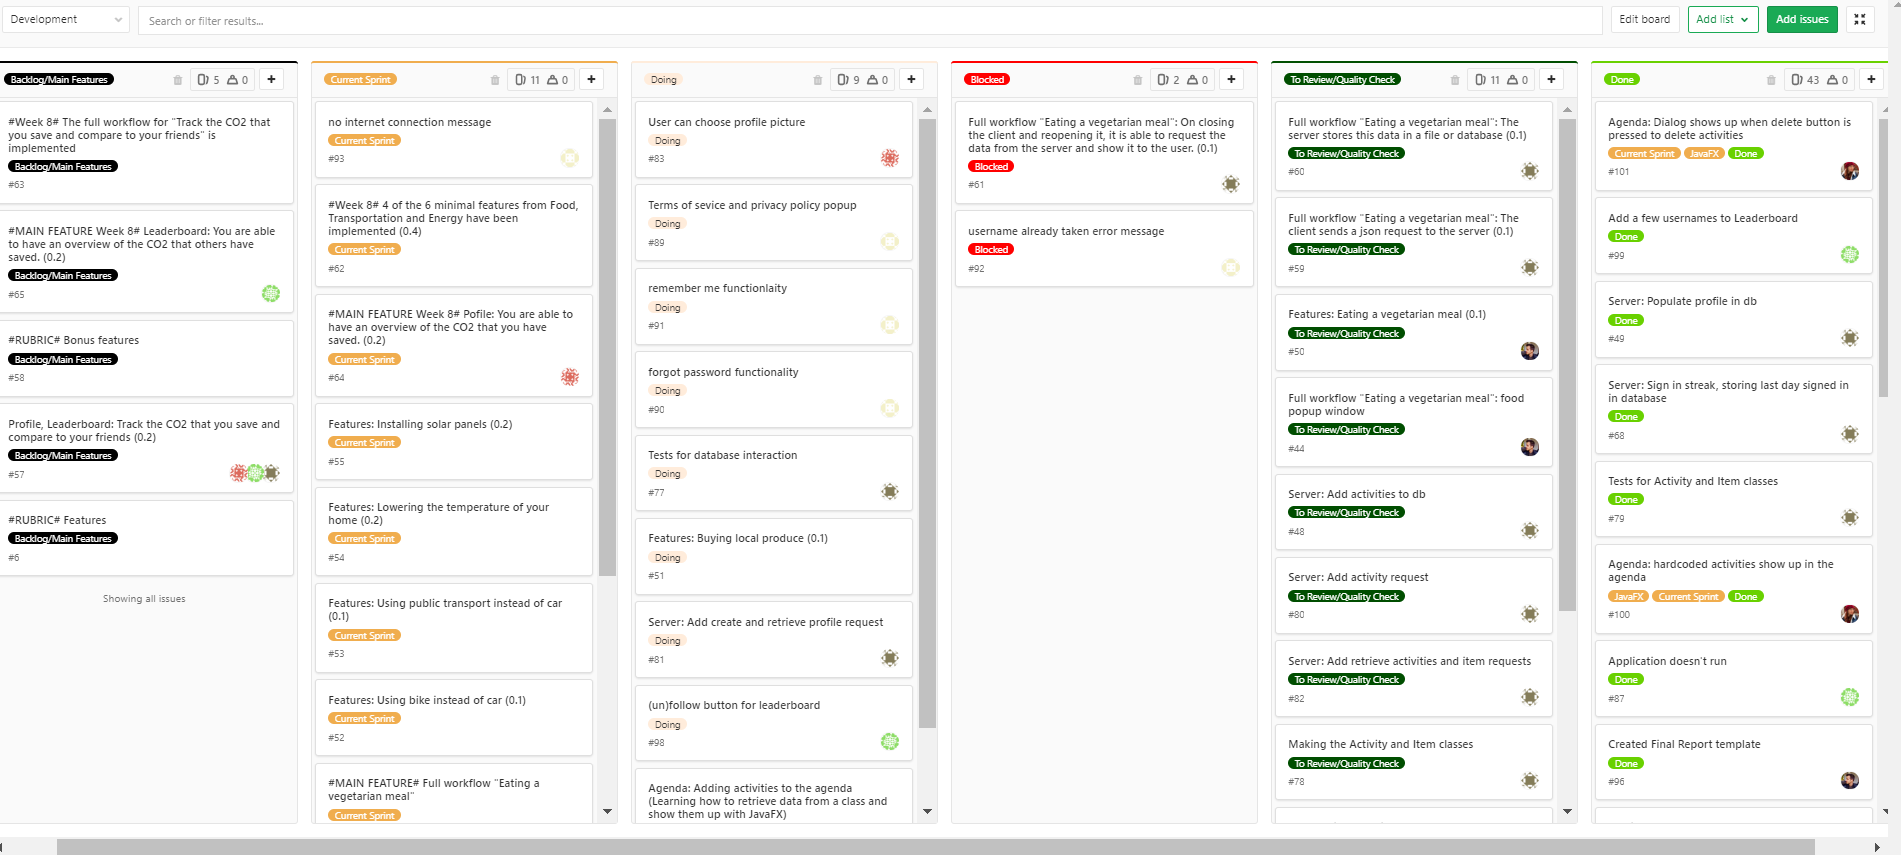 Development
Search or filter results...
Edit board
Add list
Add issues
Backlog/Main Features
5
0
+
#Week 8# The full workflow for "Track the CO2 that
you save and compare to your friends" is
implemented
Backlog/Main Features
#63
#MAIN FEATURE Week 8# Leaderboard: You are able
to have an overview of the CO2 that others have
saved. (0.2)
Backlog/Main Features
#65
#RUBRIC# Bonus features
Backlog/Main Features
#58
Profile, Leaderboard: Track the CO2 that you save and
compare to your friends (0.2)
Backlog/Main Features
#57
#RUBRIC# Features
Backlog/Main Features
#6
Showing all issues
Current Sprint
11
0
+
no internet connection message
Current Sprint
#93
#Week 8# 4 of the 6 minimal features from Food,
Transportation and Energy have been
implemented (0.4)
Current Sprint
#62
#MAIN FEATURE Week 8# Pofile: You are able to
have an overview of the CO2 that you have
saved. (0.2)
Current Sprint
#64
Features: Installing solar panels (0.2)
Current Sprint
#55
Features: Lowering the temperature of your
home (0.2)
Current Sprint
#54
Features: Using public transport instead of car
(0.1)
Current Sprint
#53
Features: Using bike instead of car (0.1)
Current Sprint
#52
#MAIN FEATURE# Full workflow "Eating a
vegetarian meal"
Current Sprint
Doing
9
0
+
User can choose profile picture
Doing
#83
Terms of sevice and privacy policy popup
Doing
#89
remember me functionlaity
Doing
#91
forgot password functionality
Doing
#90
Tests for database interaction
Doing
#77
Features: Buying local produce (0.1)
Doing
#51
Server: Add create and retrieve profile request
Doing
#81
(un)follow button for leaderboard
Doing
#98
Agenda: Adding activities to the agenda
(Learning how to retrieve data from a class and
show them up with JavaFX)
Blocked
2
0
+
Full workflow "Eating a vegetarian meal": On closing
the client and reopening it, it is able to request the
data from the server and show it to the user. (0.1)
Blocked
#61
username already taken error message
Blocked
#92
To Review/Quality Check
11
0
+
Full workflow "Eating a vegetarian meal": The
server stores this data in a file or database (0.1)
To Review/Quality Check
#60
Full workflow "Eating a vegetarian meal": The
client sends a json request to the server (0.1)
To Review/Quality Check
#59
Features: Eating a vegetarian meal (0.1)
To Review/Quality Check
#50
Full workflow "Eating a vegetarian meal": food
popup window
To Review/Quality Check
#44
Server: Add activities to db
To Review/Quality Check
#48
Server: Add activity request
To Review/Quality Check
#80
Server: Add retrieve activities and item requests
To Review/Quality Check
#82
Making the Activity and Item classes
To Review/Quality Check
#78
Done
43
0
+
Agenda: Dialog shows up when delete button is
pressed to delete activities
Current Sprint JavaFX Done
#101
Add a few usernames to Leaderboard
Done
#99
Server: Populate profile in db
Done
#49
Server: Sign in streak, storing last day signed in
in database
Done
#68
Tests for Activity and Item classes
Done
#79
Agenda: hardcoded activities show up in the
agenda
JavaFX Current Sprint Done
#100
Application doesn't run
Done
#87
Created Final Report template
Done
#96